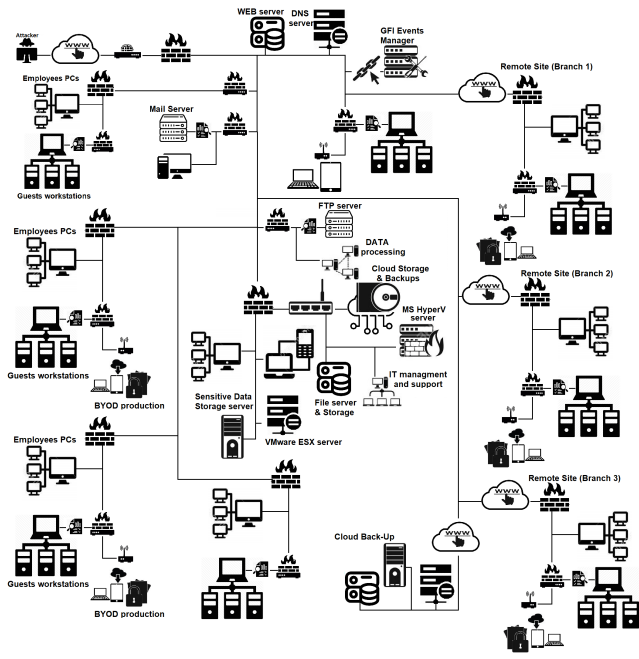 WEB server
DNS
server
GFI Events
Manager
Attacker
WWW
WWW
Remote Site (Branch 1)
Employees PCs
Mail Server
Guests workstations
FTP server
Employees PCs
DATA
processing
Cloud Storage
& Backups
WWW
Remote Site (Branch 2)
MS HyperV
server
Guests workstations
BYOD production
IT managment
and support
File server
& Storage
Sensitive Data
Storage server
VMware ESX server
Employees PCs
WWW
Remote Site (Branch 3)
WWW
Cloud Back-Up
Guests workstations
BYOD production